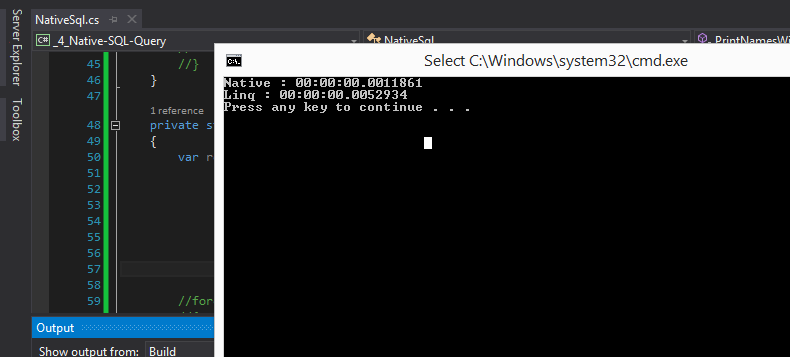 Server Explorer
Toolbox
NativeSql.cs
C# _4_Native-SQL-Query
NativeSql
PrintNamesWi
45 //}
46 }
47
1 reference
48 private st
49 {
50 var r
51
52
53
54
55
56
57
58
59 //for
Output
Show output from: Build
C:\. Select C:\Windows\system32\cmd.exe
Native : 00:00:00.0011861
Linq : 00:00:00.0052934
Press any key to continue . . .